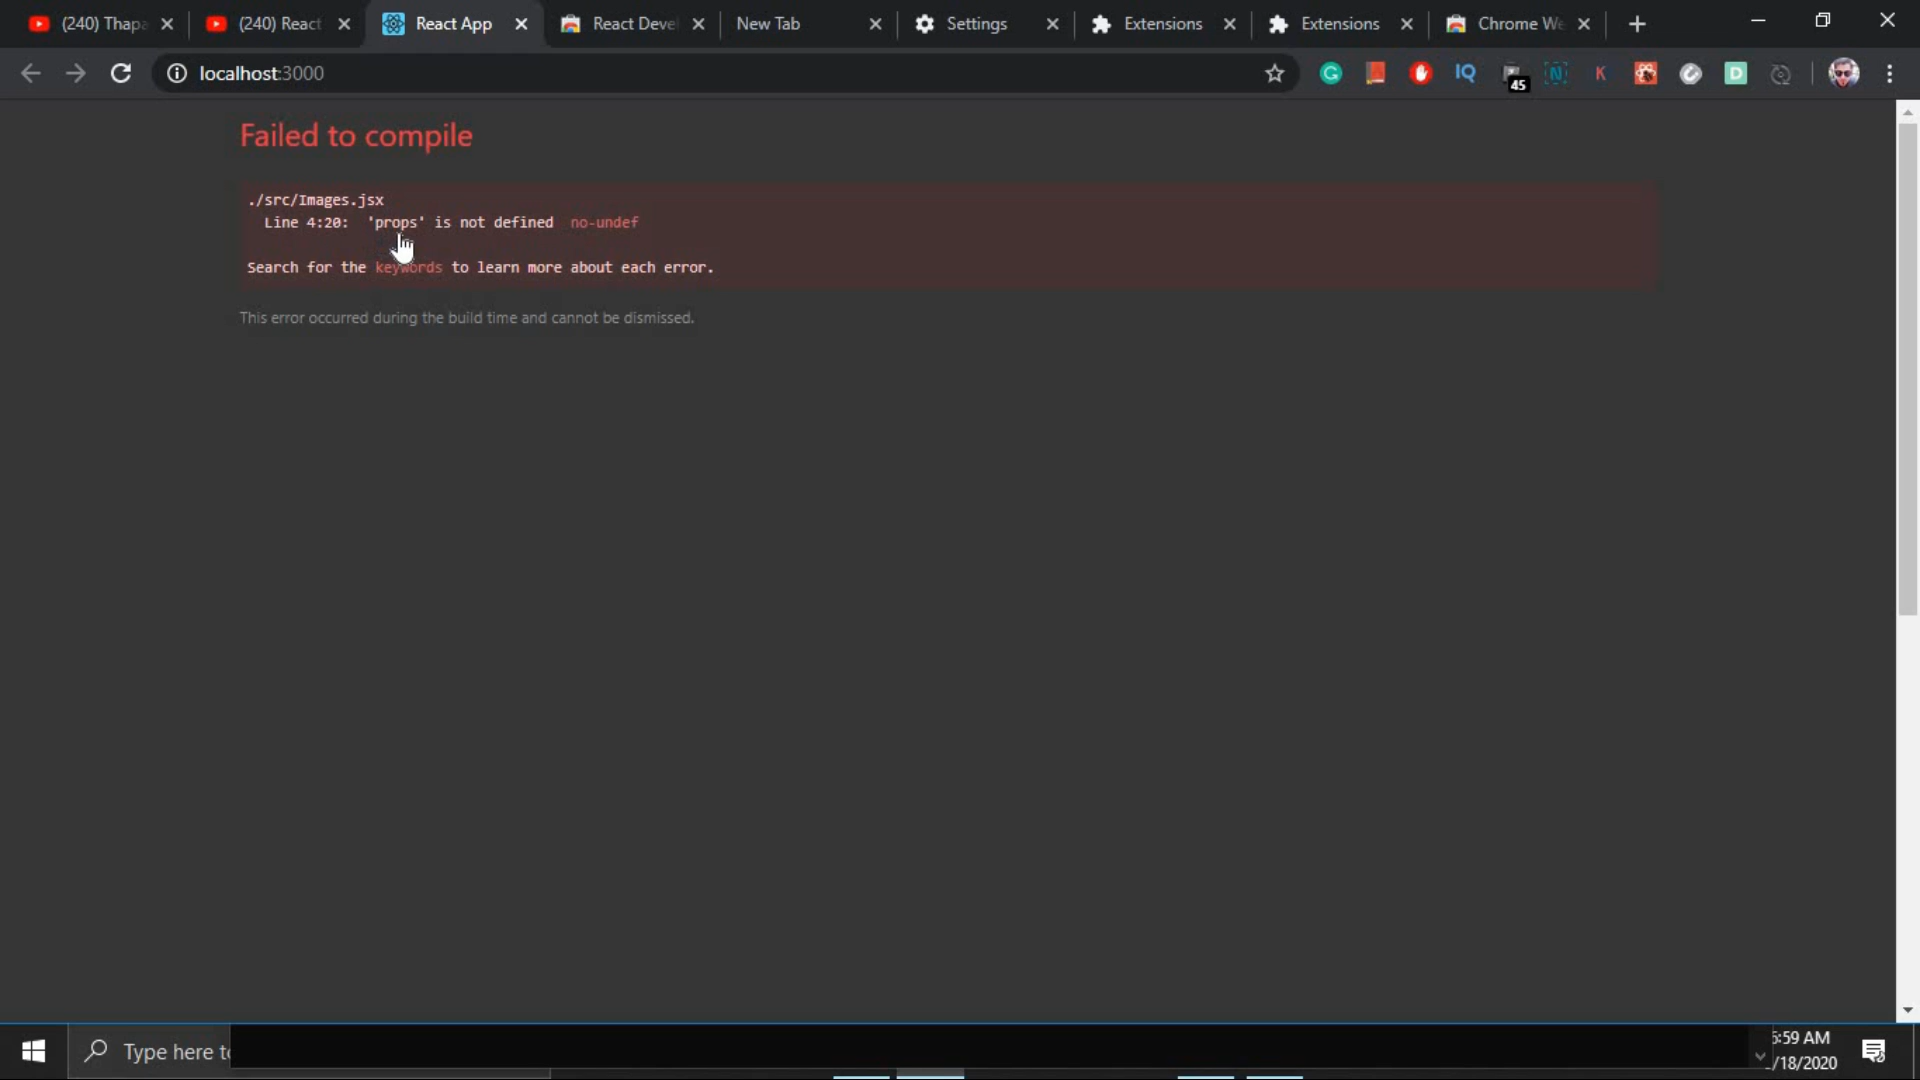 (240) Thapa
(240) React
React App
React Deve
New Tab
Settings
Extensions
Extensions
Chrome We
localhost:3000
IQ
45
N
K
D
Failed to compile
./src/Images.jsx
Line 4:20: 'props' is not defined no-undef
Search for the keywords to learn more about each error.
This error occurred during the build time and cannot be dismissed.
Type here to
5:59 AM
/18/2020